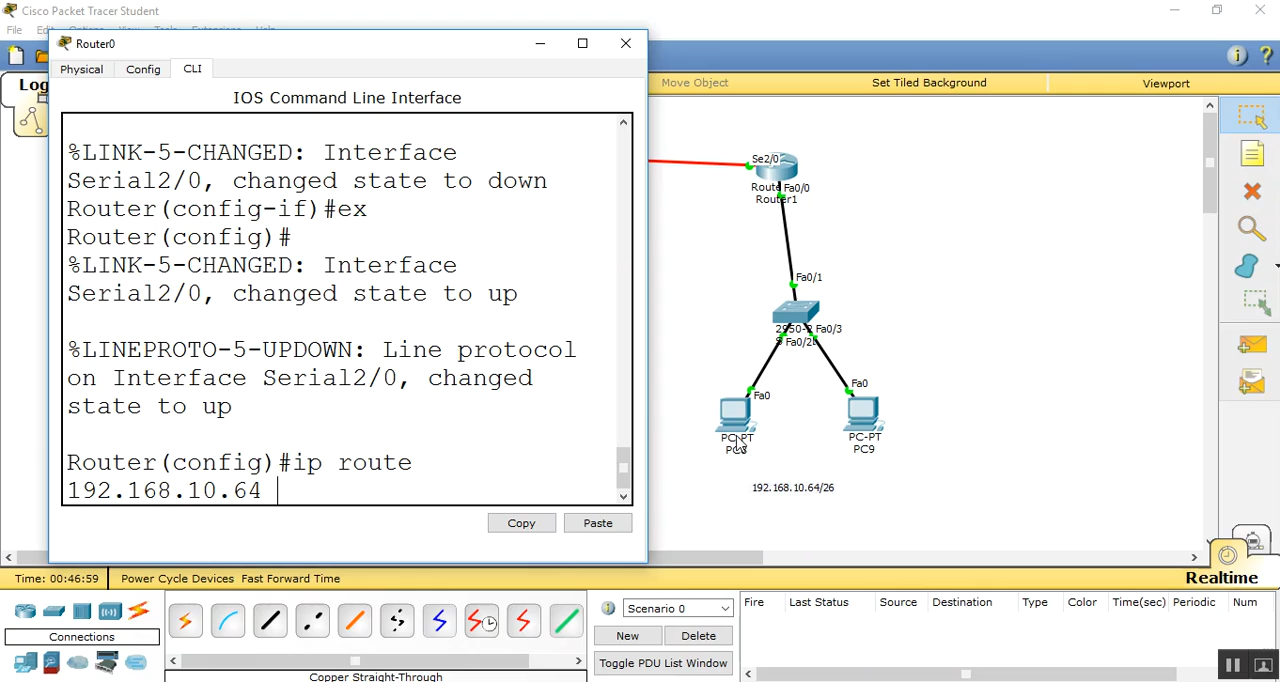 Cisco Packet Tracer Student
File
Router0
Physical Config CLI
IOS Command Line Interface
%LINK-5-CHANGED: Interface
Serial2/0, changed state to down
Router(config-if)#ex
Router(config)#
%LINK-5-CHANGED: Interface
Serial2/0, changed state to up
%LINEPROTO-5-UPDOWN: Line protocol
on Interface Serial2/0, changed
state to up
Router(config)#ip route
192.168.10.64
Copy Paste
Log
Move Object Set Tiled Background Viewport
Se2/0
Fa0/0
Router1
Fa0/1
Fa0/3
Fa0/2
Fa0
Fa0
PC-PT
PC-PT
PC9
192.168.10.64/26
Time: 00:46:59 Power Cycle Devices Fast Forward Time
Realtime
Connections
Copper Straight-Through
Scenario 0
New Delete
Toggle PDU List Window
Fire Last Status Source Destination Type Color Time(sec) Periodic Num